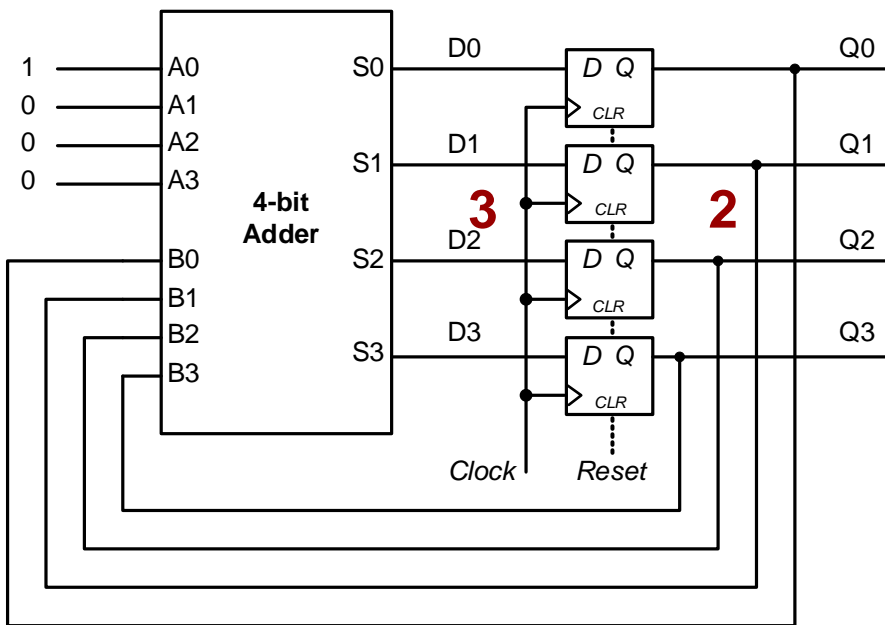 D0 Q0
D Q
1 A0 S0
0 A1 CLR
0 A2 D1 Q1
0 A3 S1 D Q
4-bit 3 CLR 2
Adder D2 Q2
B0 S2 D Q
B1 CLR
B2 D3 Q3
B3 S3 D Q
CLR
Clock Reset